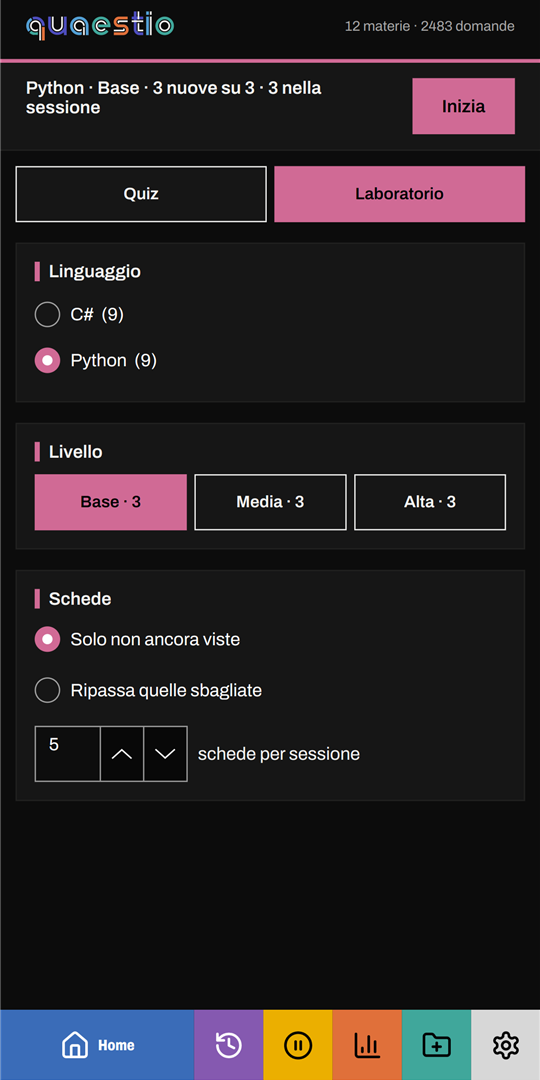 quaestio
12 materie · 2483 domande
Python · Base · 3 nuove su 3 · 3 nella
sessione
Inizia
Quiz
Laboratorio
Linguaggio
C# (9)
Python (9)
Livello
Base · 3
Media · 3
Alta · 3
Schede
Solo non ancora viste
Ripassa quelle sbagliate
5
schede per sessione
Home